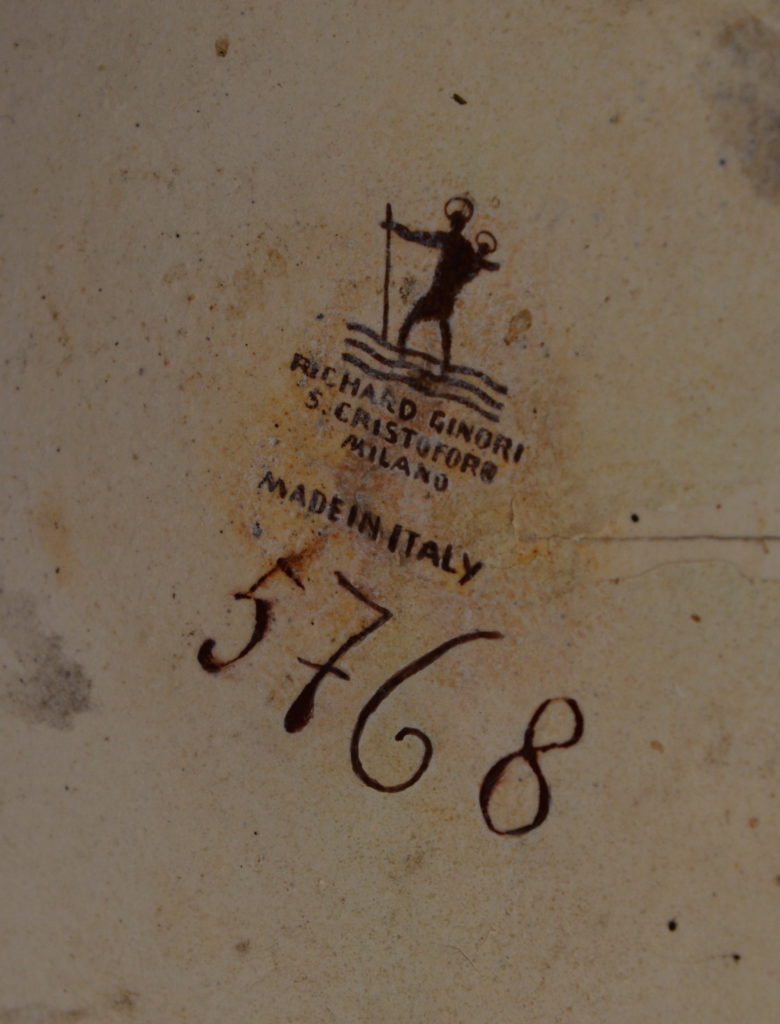 RICHARD GINORI
S. CRISTOFORO
MILANO
MADE IN ITALY
5768